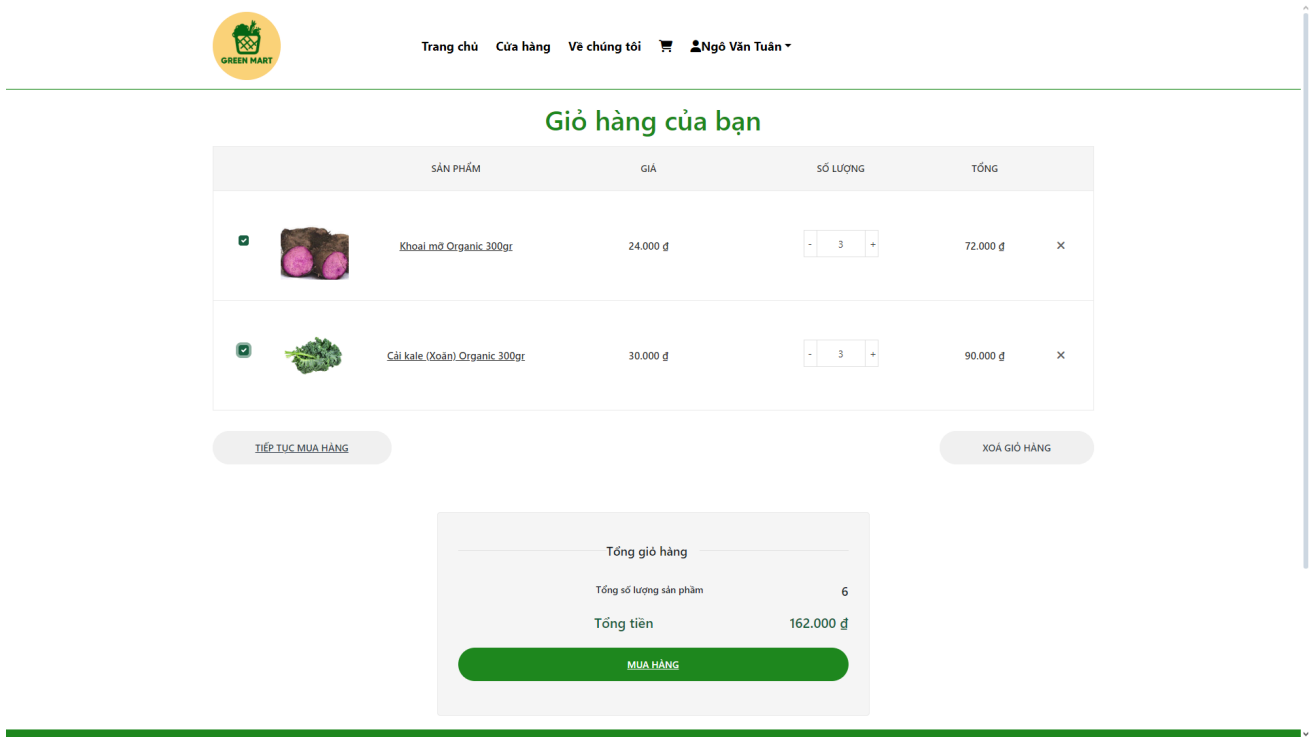 GREEN MART
Trang chủ Cửa hàng Về chúng tôi Ngô Văn Tuân
Giỏ hàng của bạn
SẢN PHẨM GIÁ SỐ LƯỢNG TỔNG
Khoai mỡ Organic 300gr 24.000 ₫ - 3 + 72.000 ₫ ×
Cải kale (Xoăn) Organic 300gr 30.000 ₫ - 3 + 90.000 ₫ ×
TIẾP TỤC MUA HÀNG XOÁ GIỎ HÀNG
Tổng giỏ hàng
Tổng số lượng sản phầm 6
Tổng tiền 162.000 ₫
MUA HÀNG